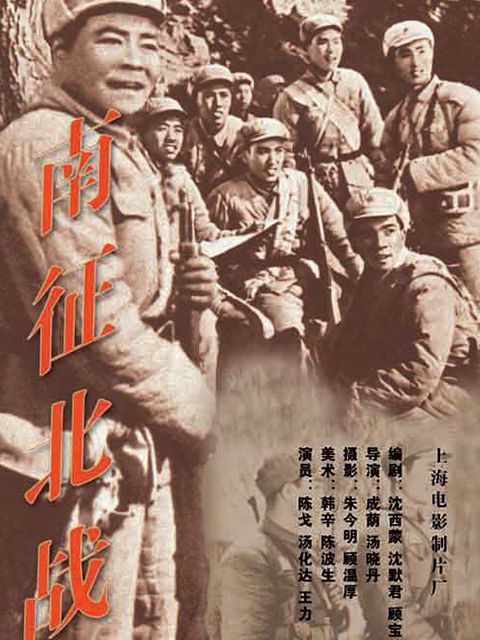 南征北战
上海电影制片厂
编剧：沈西蒙 沈默君 顾宝
导演：成荫 汤晓丹
摄影：朱今明 顾温厚
美术：韩辛 陈波生
演员：陈戈 汤化达 王力